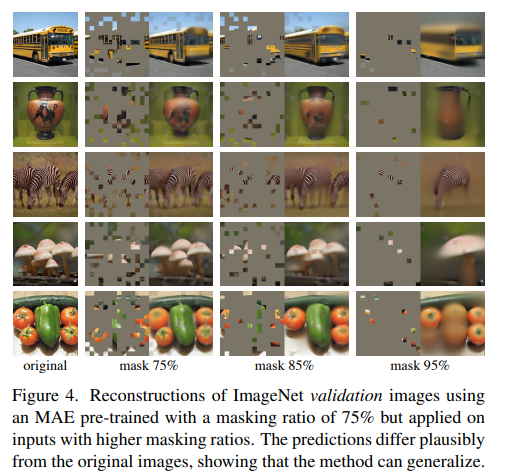 original
mask 75%
mask 85%
mask 95%
Figure 4. Reconstructions of ImageNet validation images using
an MAE pre-trained with a masking ratio of 75% but applied on
inputs with higher masking ratios. The predictions differ plausibly
from the original images, showing that the method can generalize.